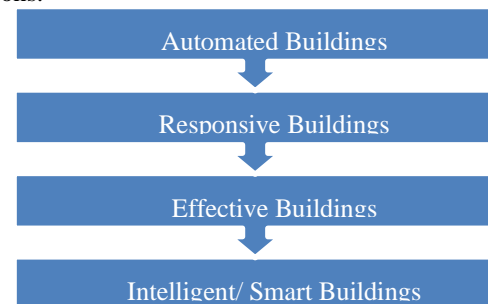 Automated Buildings
Responsive Buildings
Effective Buildings
Intelligent/ Smart Buildings